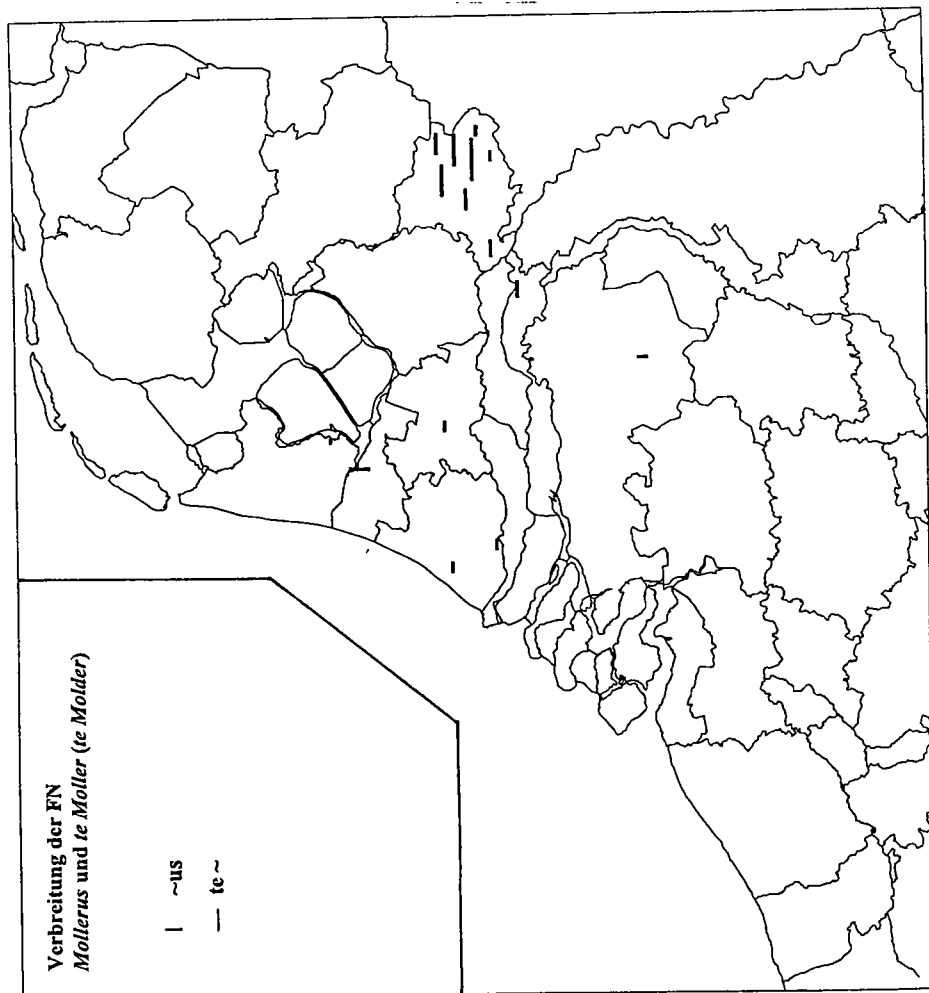 Verbreitung der FN
Mollerus und te Moller (te Molder)
| ~us
— te ~